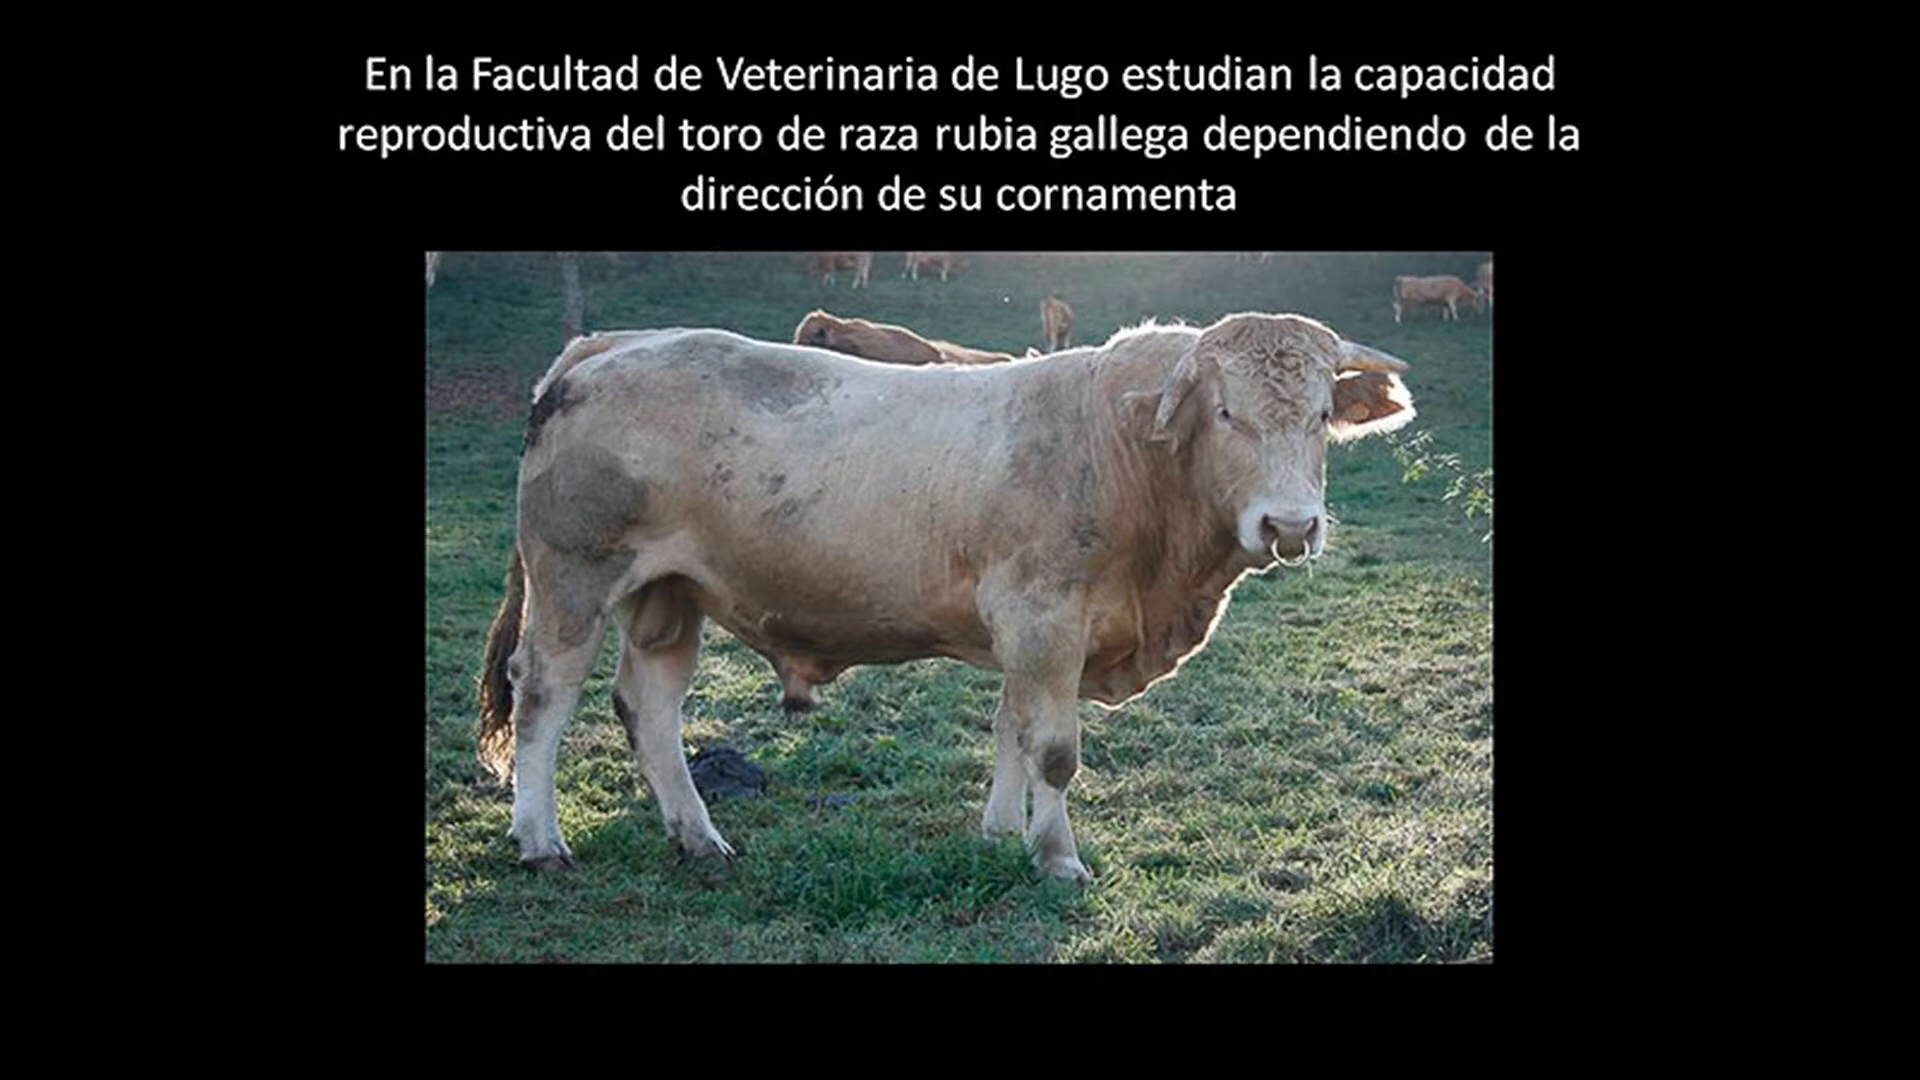 En la Facultad de Veterinaria de Lugo estudian la capacidad
reproductiva del toro de raza rubia gallega dependiendo de la
dirección de su cornamenta